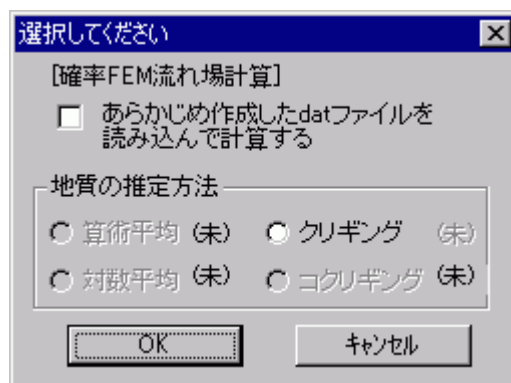 選択してください
[確率FEM流れ場計算]
あらかじめ作成したdatファイルを
読み込んで計算する
地質の推定方法
算術平均 (未) クリギング (未)
対数平均 (未) コクリギング (未)
OK キャンセル